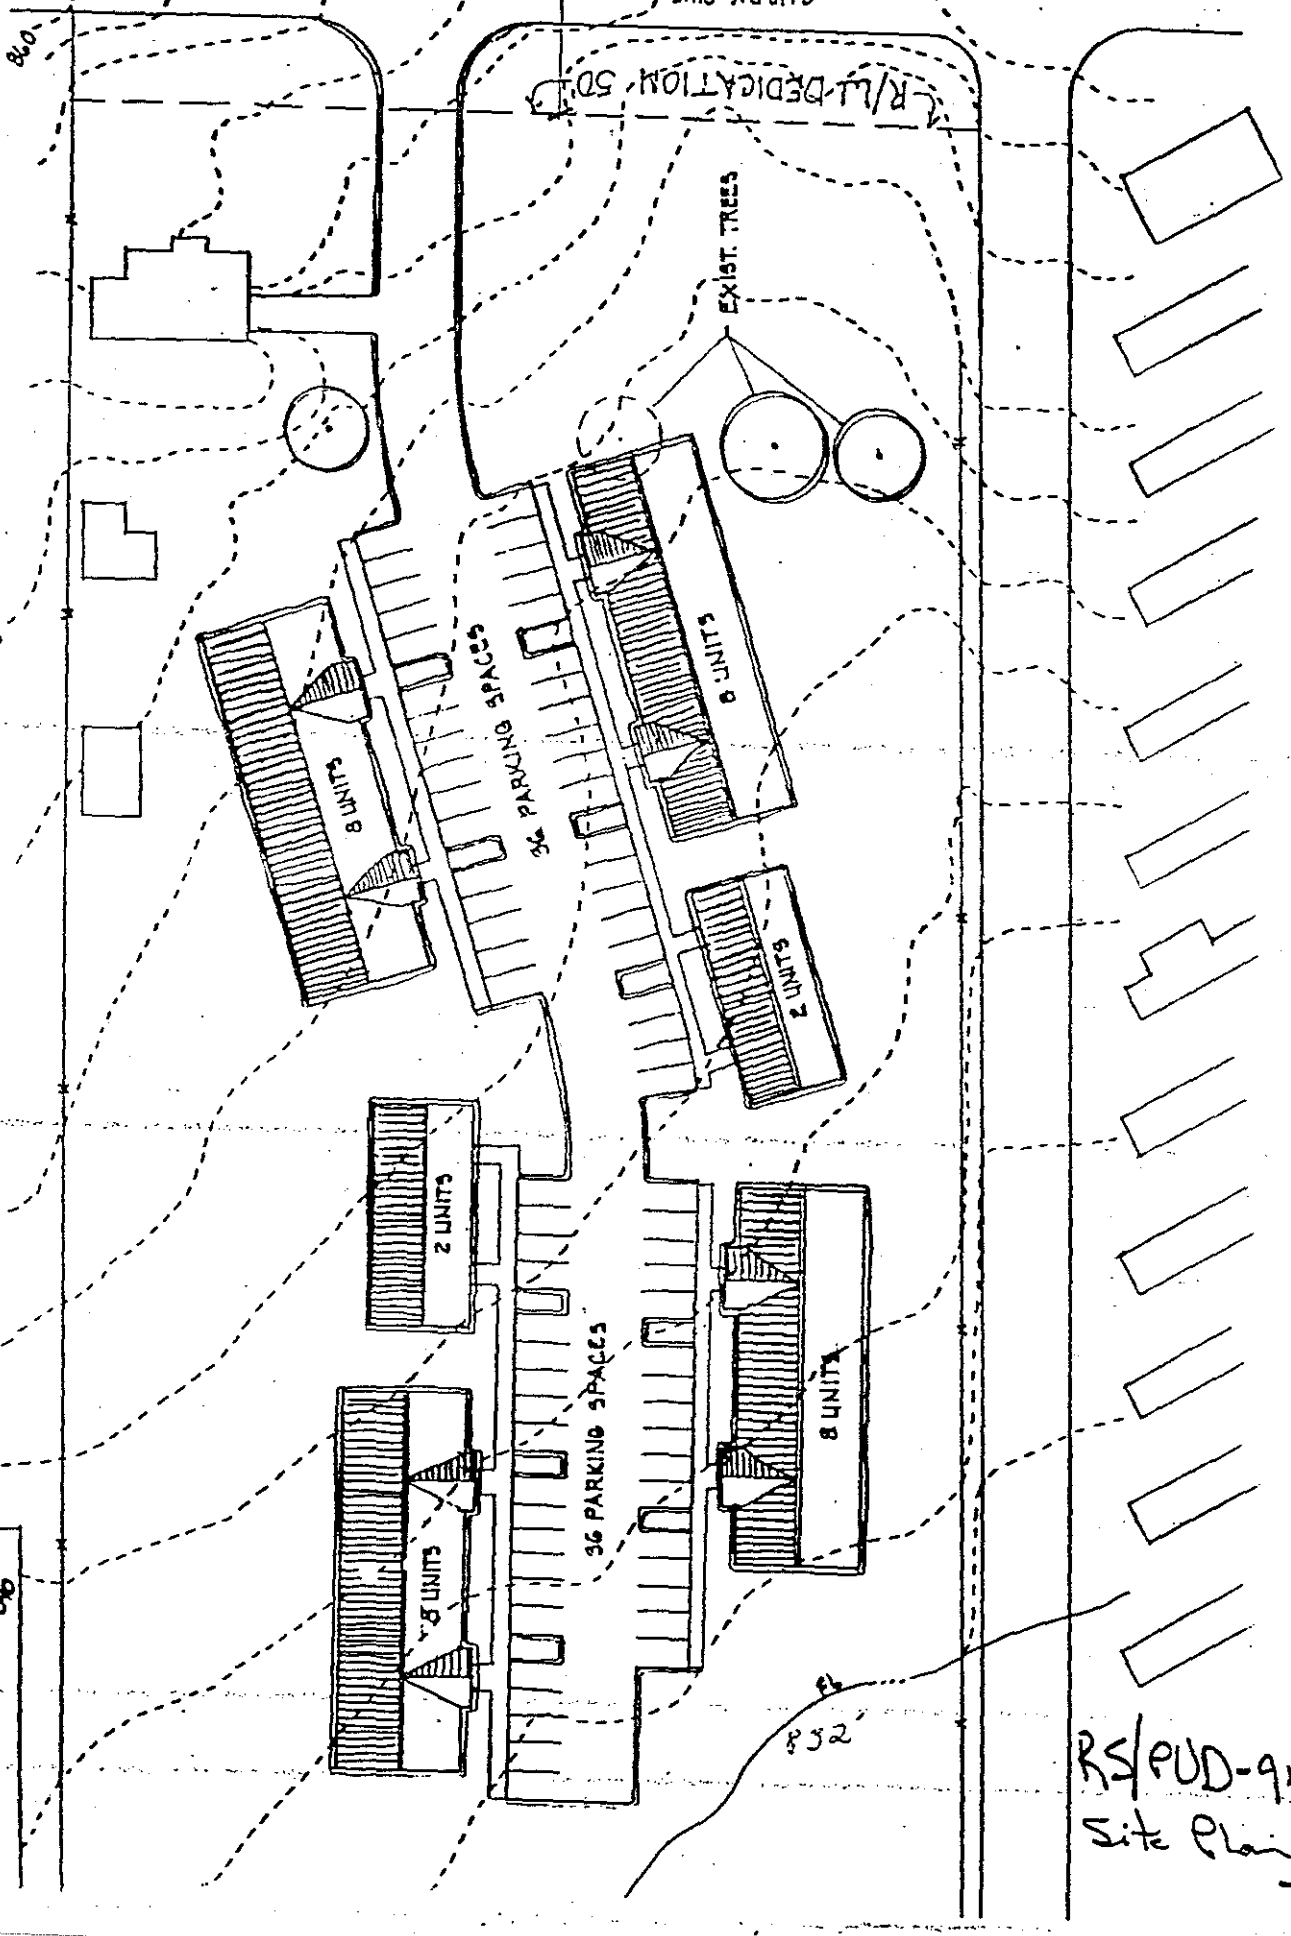 860
R/W DEDICATION 50'
EXIST. TREES
8 UNITS
36 PARKING SPACES
8 UNITS
2 UNITS
2 UNITS
36 PARKING SPACES
8 UNITS
8 UNITS
832
RS/PUD-9
Site Plan